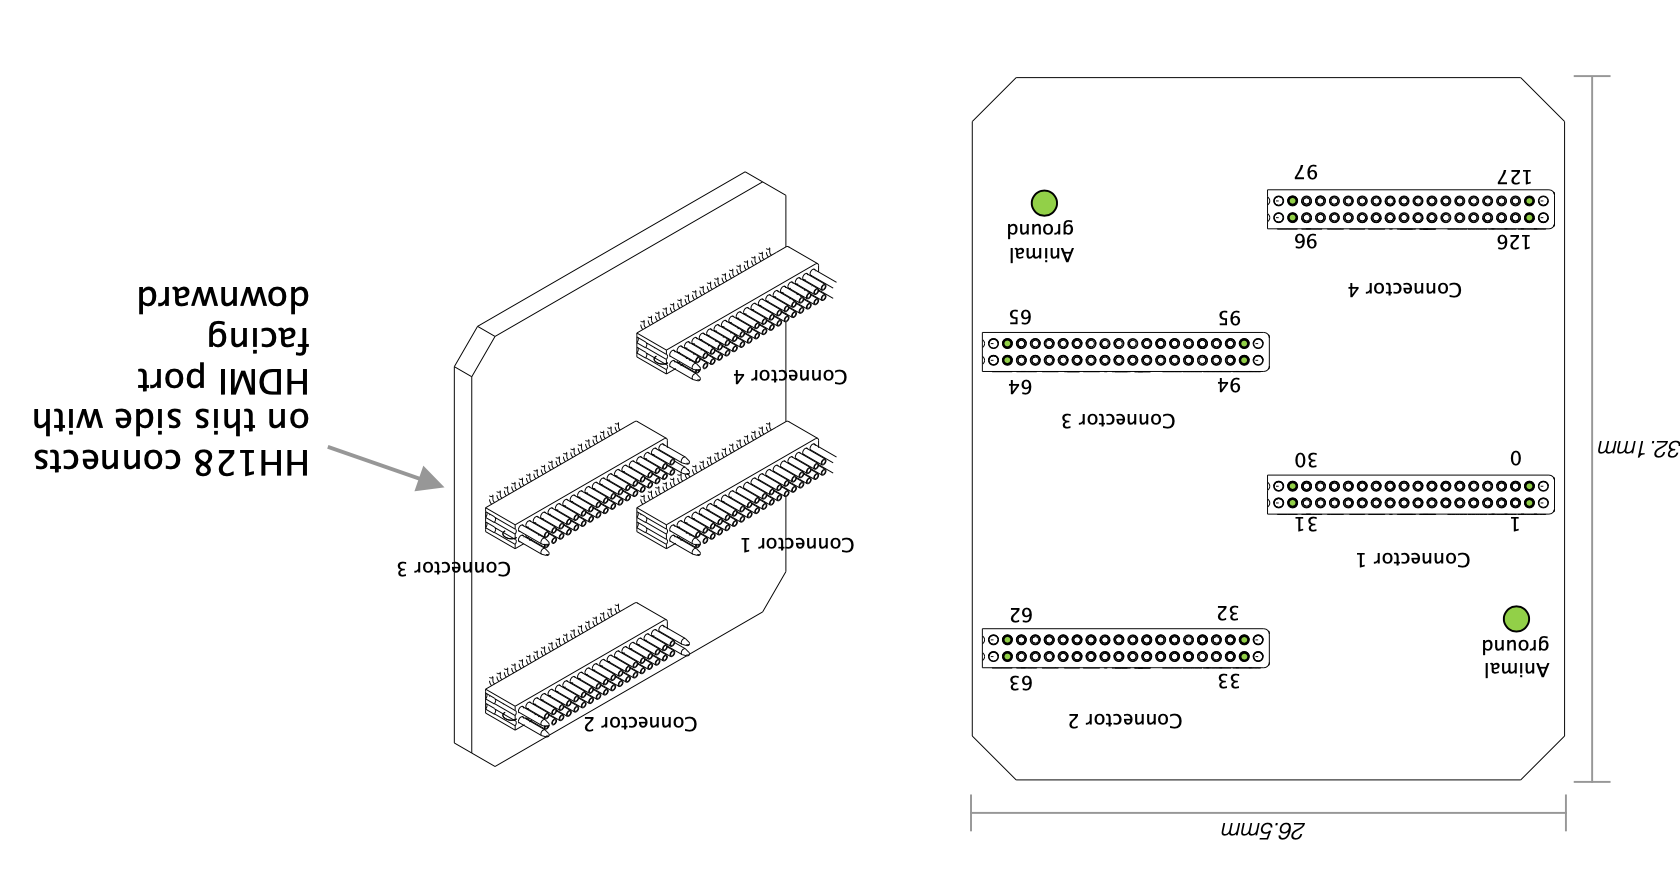 26.5mm
32.1mm
Connector 2
33 63
32 62
Animal
ground
Connector 1
1 31
0 30
Connector 3
94 64
95 65
Connector 4
126 96
127 97
Animal
ground
Connector 2
Connector 1
Connector 3
Connector 4
HH128 connects
on this side with
HDMI port
facing
downward